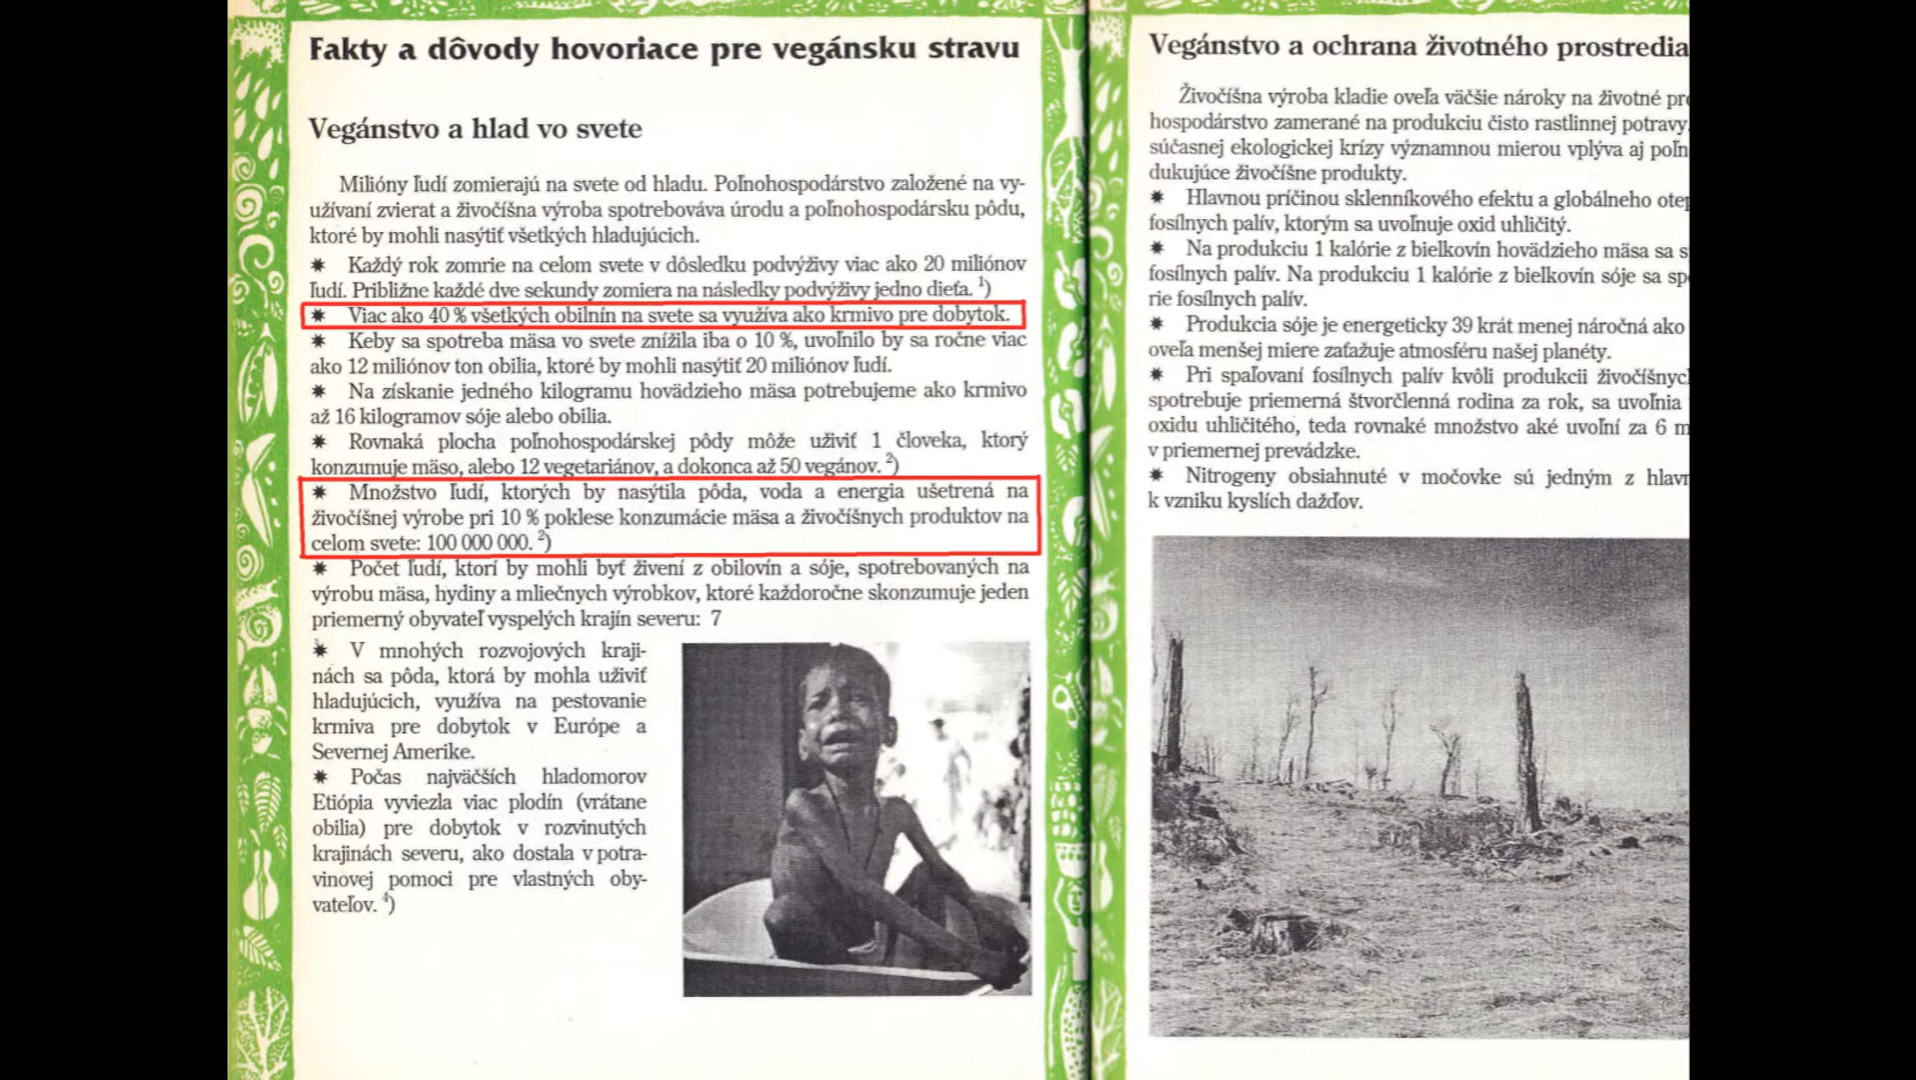 Fakty a dôvody hovoriace pre vegánsku stravu
Vegánstvo a hlad vo svete
Milióny ľudí zomierajú na svete od hladu. Poľnohospodárstvo založené na vy-
užívaní zvierat a živočíšna výroba spotrebováva úrodu a poľnohospodársku pôdu,
ktoré by mohli nasýtiť všetkých hladujúcich.
✷ Každý rok zomrie na celom svete v dôsledku podvýživy viac ako 20 miliónov
ľudí. Približne každé dve sekundy zomiera na následky podvýživy jedno dieťa. ¹)
✷ Viac ako 40 % všetkých obilnín na svete sa využíva ako krmivo pre dobytok.
✷ Keby sa spotreba mäsa vo svete znížila iba o 10 %, uvoľnilo by sa ročne viac
ako 12 miliónov ton obilia, ktoré by mohli nasýtiť 20 miliónov ľudí.
✷ Na získanie jedného kilogramu hovädzieho mäsa potrebujeme ako krmivo
až 16 kilogramov sóje alebo obilia.
✷ Rovnaká plocha poľnohospodárskej pôdy môže uživiť 1 človeka, ktorý
konzumuje mäso, alebo 12 vegetariánov, a dokonca až 50 vegánov. ²)
✷ Množstvo ľudí, ktorých by nasýtila pôda, voda a energia ušetrená na
živočíšnej výrobe pri 10 % poklese konzumácie mäsa a živočíšnych produktov na
celom svete: 100 000 000. ²)
✷ Počet ľudí, ktorí by mohli byť živení z obilovín a sóje, spotrebovaných na
výrobu mäsa, hydiny a mliečnych výrobkov, ktoré každoročne skonzumuje jeden
priemerný obyvateľ vyspelých krajín severu: 7
✷ V mnohých rozvojových kraji-
nách sa pôda, ktorá by mohla uživiť
hladujúcich, využíva na pestovanie
krmiva pre dobytok v Európe a
Severnej Amerike.
✷ Počas najväčších hladomorov
Etiópia vyviezla viac plodín (vrátane
obilia) pre dobytok v rozvinutých
krajinách severu, ako dostala v potra-
vinovej pomoci pre vlastných oby-
vateľov. ⁴)
Vegánstvo a ochrana životného prostredia
Živočíšna výroba kladie oveľa väčšie nároky na životné pr
hospodárstvo zamerané na produkciu čisto rastlinnej potravy.
súčasnej ekologickej krízy významnou mierou vplýva aj poľn
dukujúce živočíšne produkty.
✷ Hlavnou príčinou sklenníkového efektu a globálneho ote
fosílnych palív, ktorým sa uvoľnuje oxid uhličitý.
✷ Na produkciu 1 kalórie z bielkovín hovädzieho mäsa sa s
fosílnych palív. Na produkciu 1 kalórie z bielkovín sóje sa sp
rie fosílnych palív.
✷ Produkcia sóje je energeticky 39 krát menej náročná ako
oveľa menšej miere zaťažuje atmosféru našej planéty.
✷ Pri spaľovaní fosílnych palív kvôli produkcii živočíšnyc
spotrebuje priemerná štvorčlenná rodina za rok, sa uvoľnia
oxidu uhličitého, teda rovnaké množstvo aké uvoľní za 6 m
v priemernej prevádzke.
✷ Nitrogeny obsiahnuté v močovke sú jedným z hlavn
k vzniku kyslích dažďov.